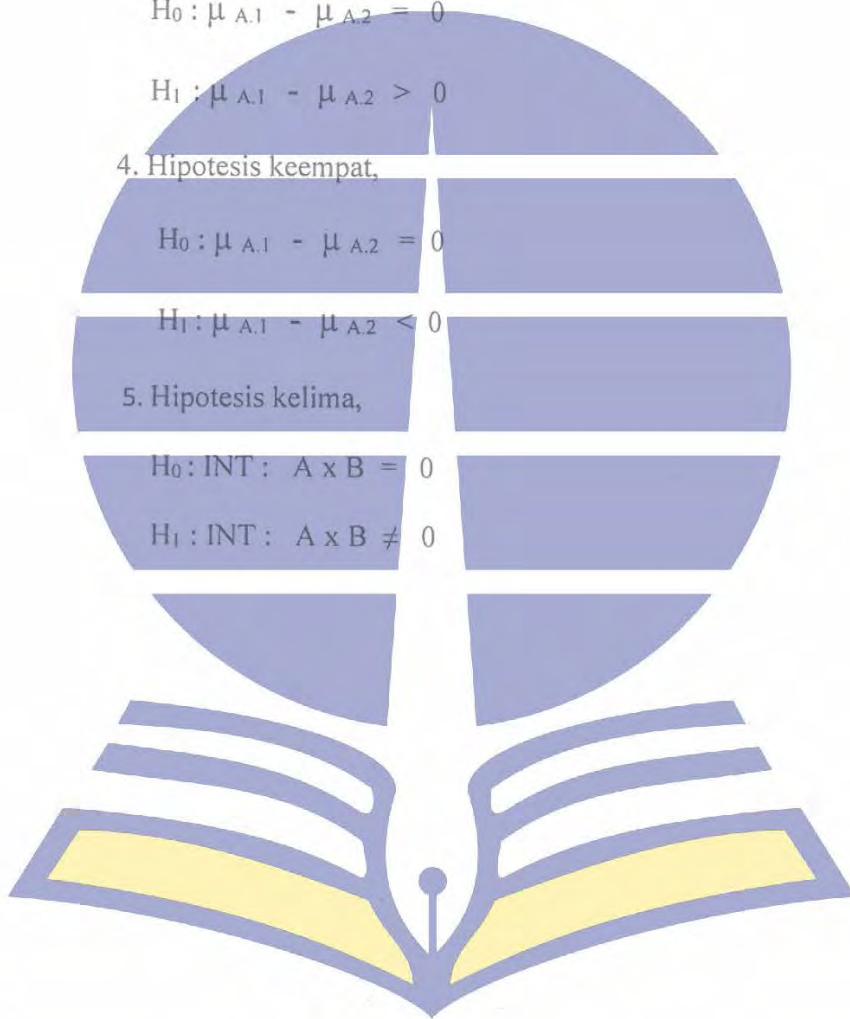 H₀ : μ A.1 - μ A.2 = 0
H₁ : μ A.1 - μ A.2 > 0
4. Hipotesis keempat,
H₀ : μ A.1 - μ A.2 = 0
H₁ : μ A.1 - μ A.2 < 0
5. Hipotesis kelima,
H₀ : INT : A x B = 0
H₁ : INT : A x B ≠ 0